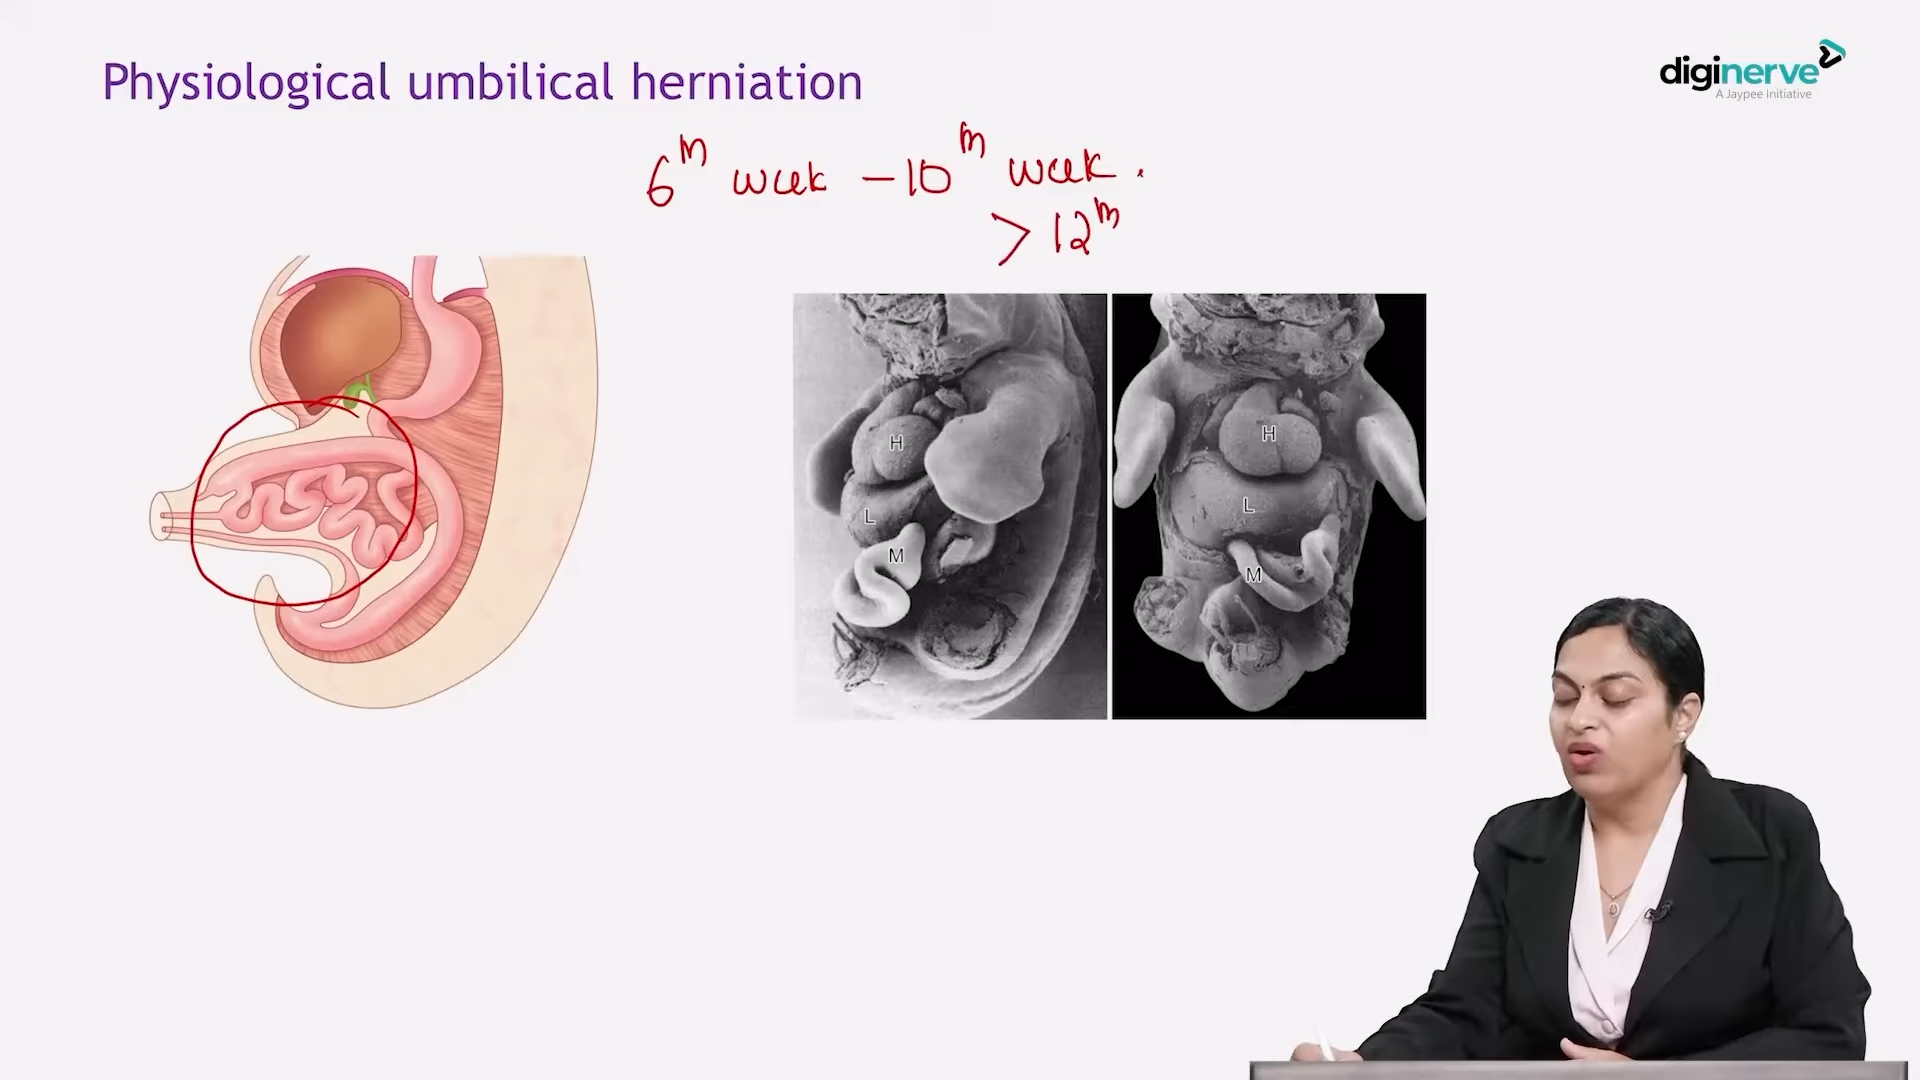 Physiological umbilical herniation
diginerve
A Jaypee Initiative
6th week – 10th week.
> 12th
H
L
M
H
L
M